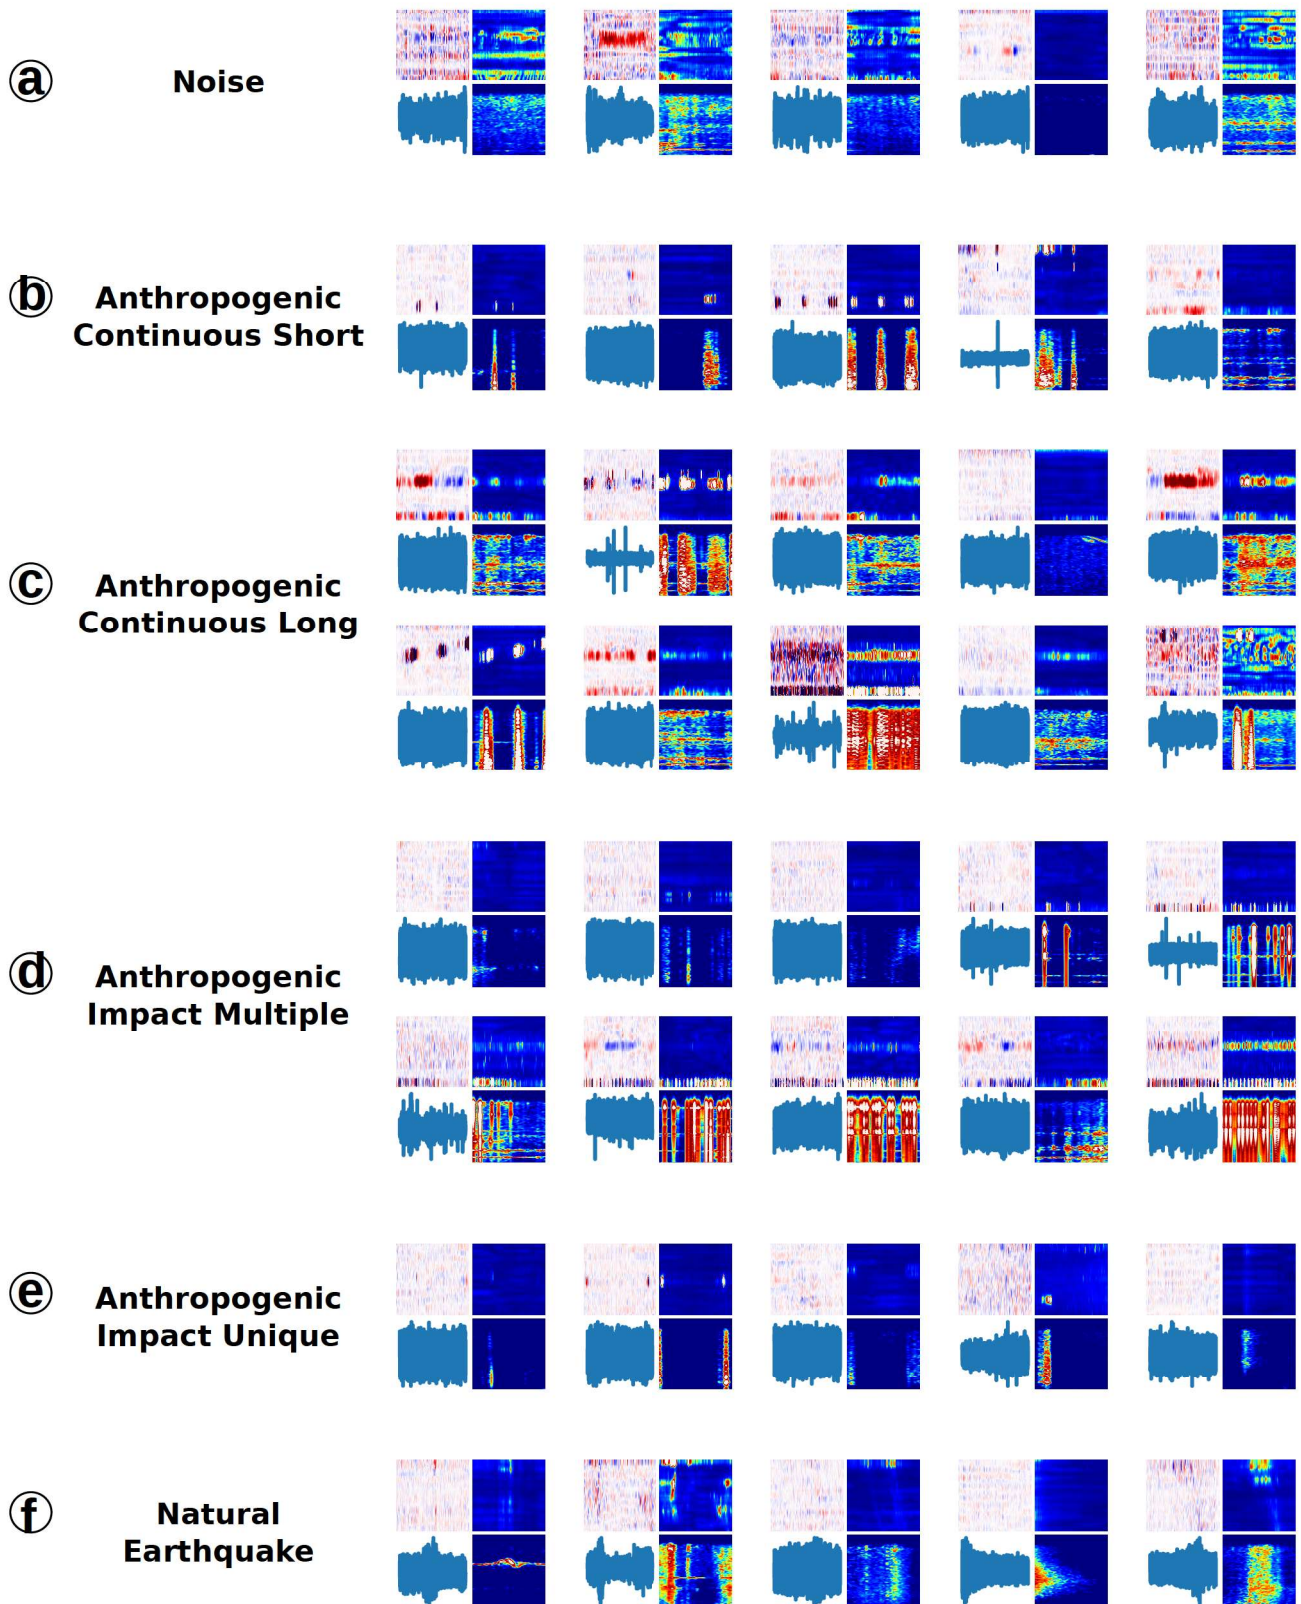 a
Noise
b
Anthropogenic
Continuous Short
c
Anthropogenic
Continuous Long
d
Anthropogenic
Impact Multiple
e
Anthropogenic
Impact Unique
f
Natural
Earthquake